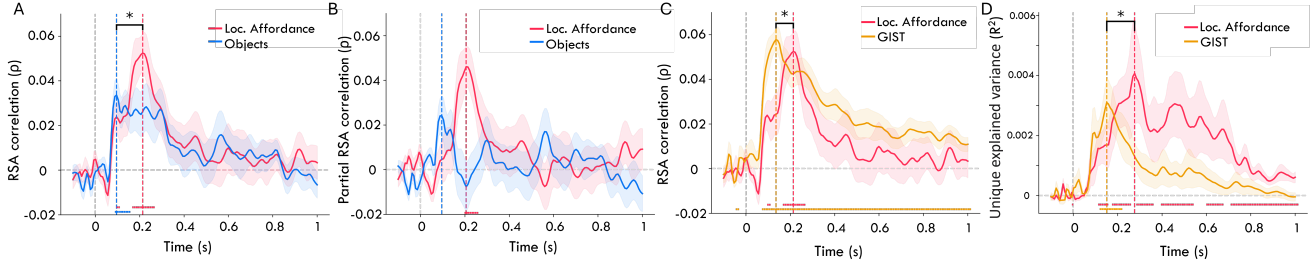 A
RSA correlation (ρ)
0.06
0.04
0.02
0
-0.02
*
Loc. Affordance
Objects
0
0.2
0.4
0.6
0.8
1
Time (s)
B
Partial RSA correlation (ρ)
0.06
0.04
0.02
0
-0.02
Loc. Affordance
Objects
0
0.2
0.4
0.6
0.8
1
Time (s)
C
RSA correlation (ρ)
0.06
0.04
0.02
0
-0.02
*
Loc. Affordance
GIST
0
0.2
0.4
0.6
0.8
1
Time (s)
D
Unique explained variance (R²)
0.006
0.004
0.002
0
*
Loc. Affordance
GIST
0
0.2
0.4
0.6
0.8
1
Time (s)